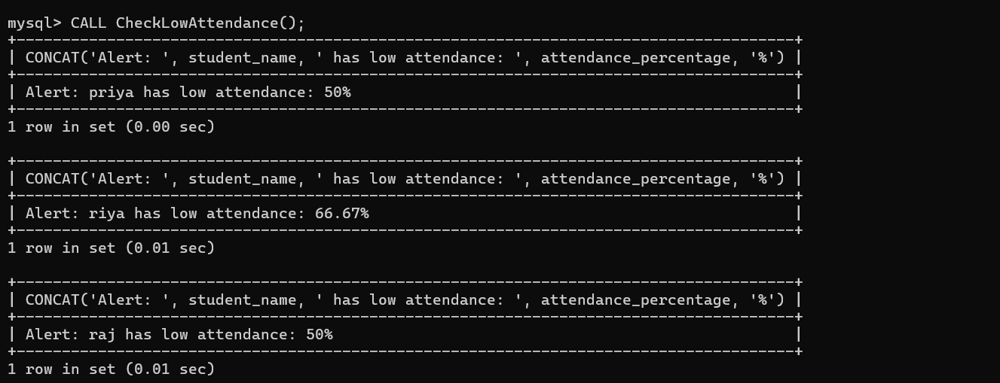 mysql> CALL CheckLowAttendance();
+-------------------------------------------------------------------------------------+
| CONCAT('Alert: ', student_name, ' has low attendance: ', attendance_percentage, '%') |
+-------------------------------------------------------------------------------------+
| Alert: priya has low attendance: 50%                                                 |
+-------------------------------------------------------------------------------------+
1 row in set (0.00 sec)

+-------------------------------------------------------------------------------------+
| CONCAT('Alert: ', student_name, ' has low attendance: ', attendance_percentage, '%') |
+-------------------------------------------------------------------------------------+
| Alert: riya has low attendance: 66.67%                                               |
+-------------------------------------------------------------------------------------+
1 row in set (0.01 sec)

+-------------------------------------------------------------------------------------+
| CONCAT('Alert: ', student_name, ' has low attendance: ', attendance_percentage, '%') |
+-------------------------------------------------------------------------------------+
| Alert: raj has low attendance: 50%                                                   |
+-------------------------------------------------------------------------------------+
1 row in set (0.01 sec)